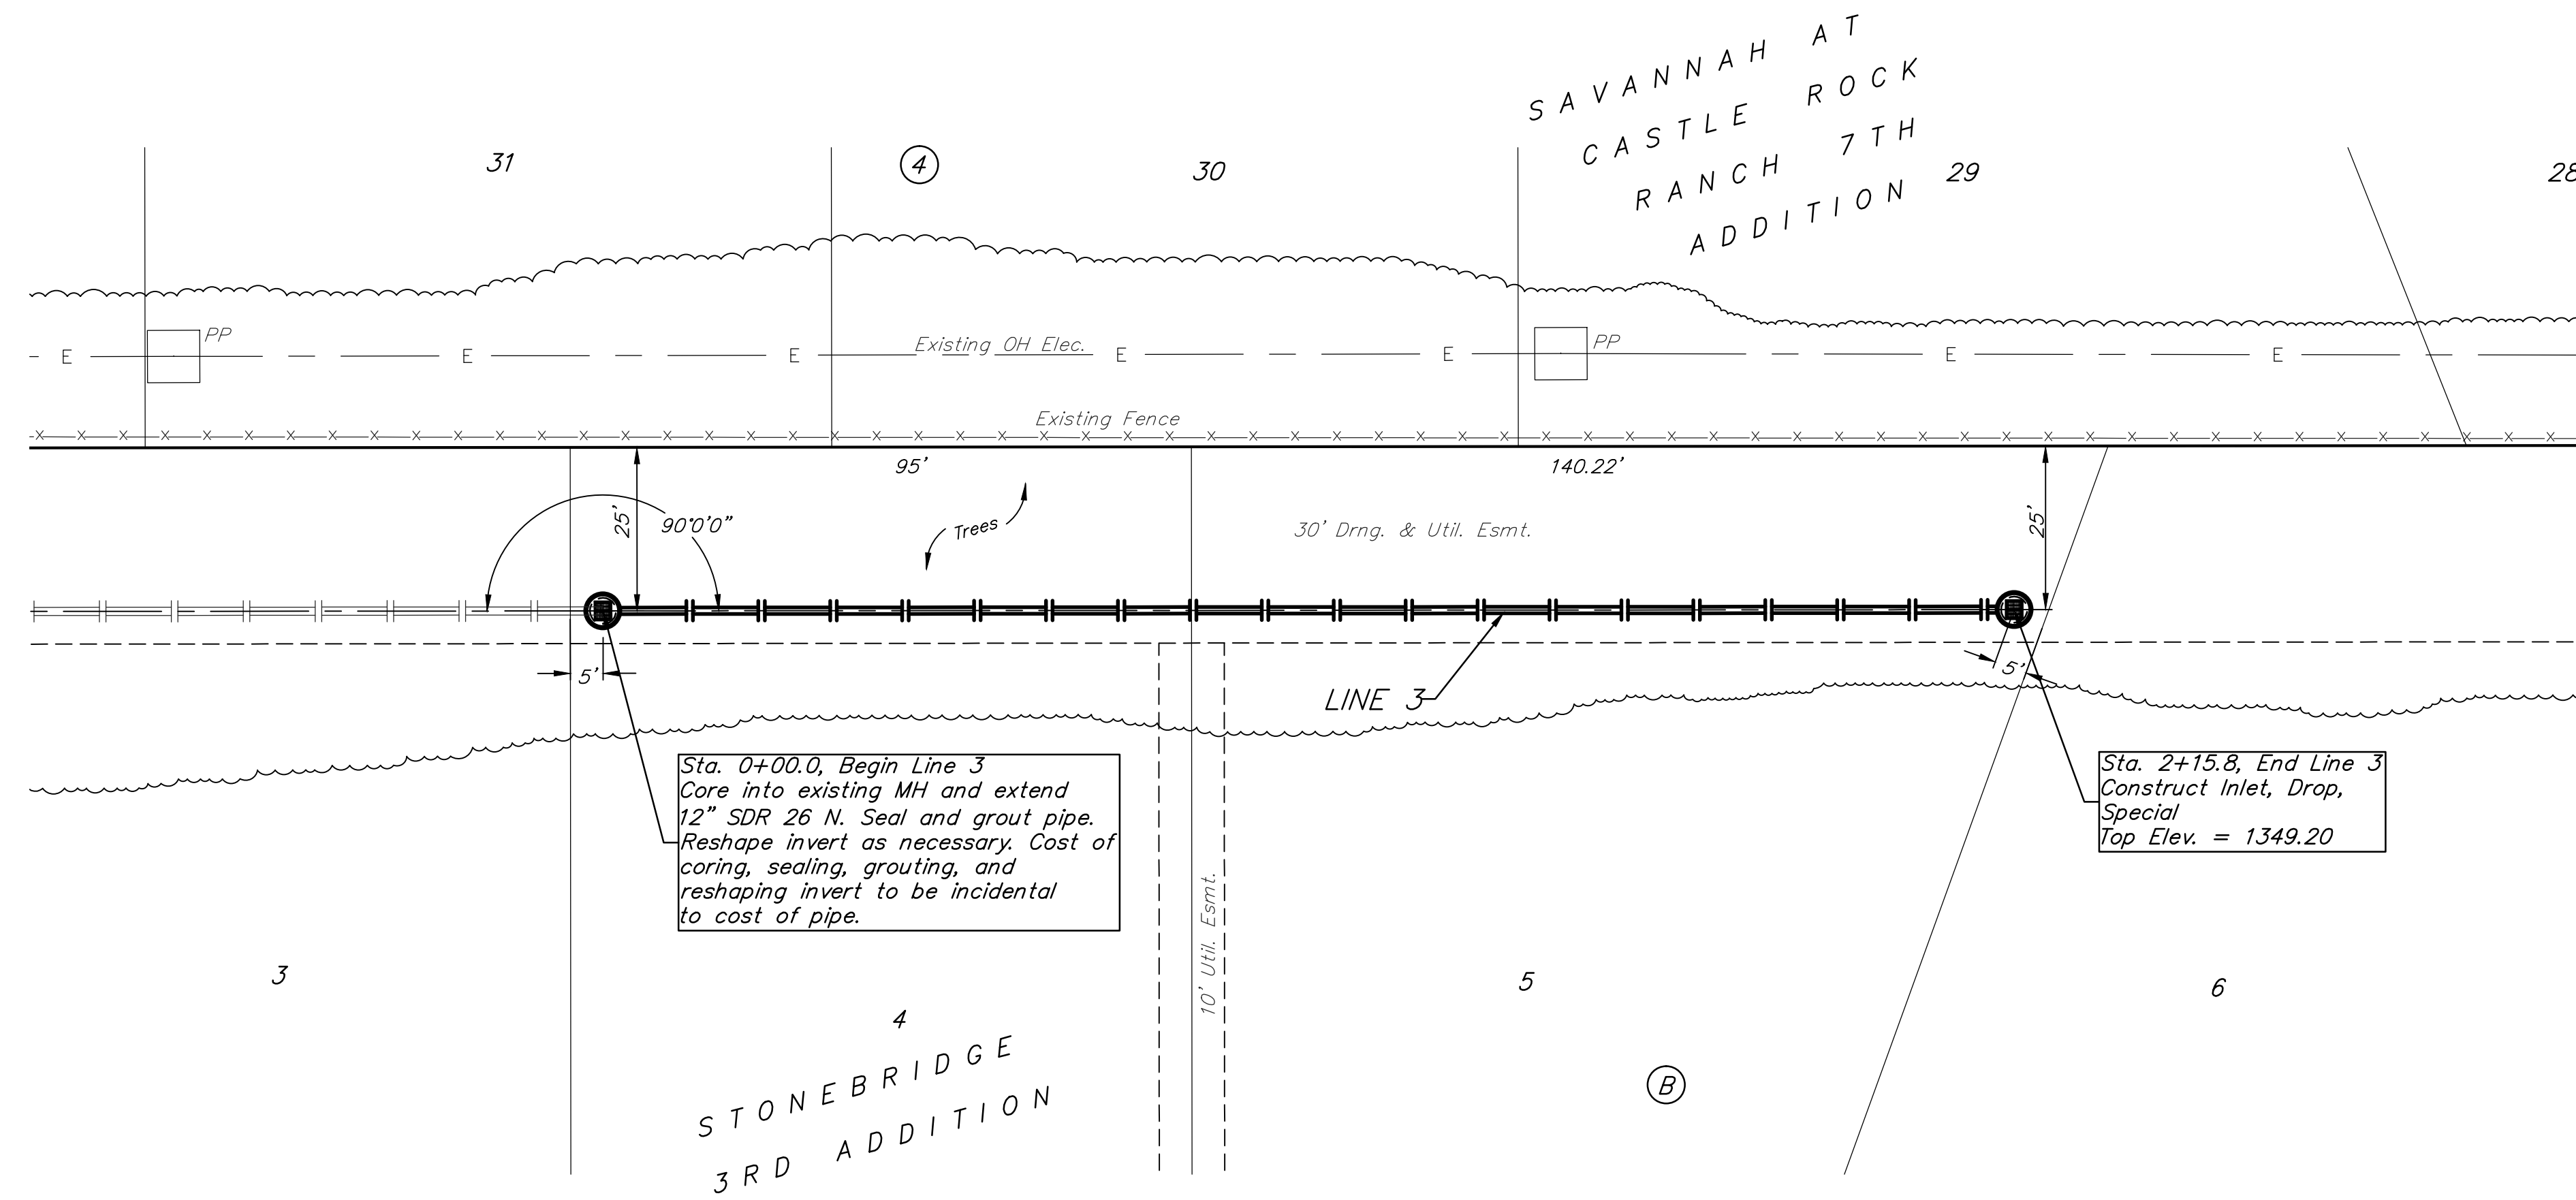 SAVANNAH AT
CASTLE ROCK
RANCH 7TH
ADDITION
31
4
30
29
28
PP
Existing OH Elec.
PP
E E E E E E E
Existing Fence
95'
140.22'
25'
90°0'0"
Trees
30' Drng. & Util. Esmt.
25'
5'
LINE 3
5'
Sta. 0+00.0, Begin Line 3
Core into existing MH and extend
12" SDR 26 N. Seal and grout pipe.
Reshape invert as necessary. Cost of
coring, sealing, grouting, and
reshaping invert to be incidental
to cost of pipe.
Sta. 2+15.8, End Line 3
Construct Inlet, Drop,
Special
Top Elev. = 1349.20
10' Util. Esmt.
3
4
5
6
B
STONEBRIDGE
3RD ADDITION